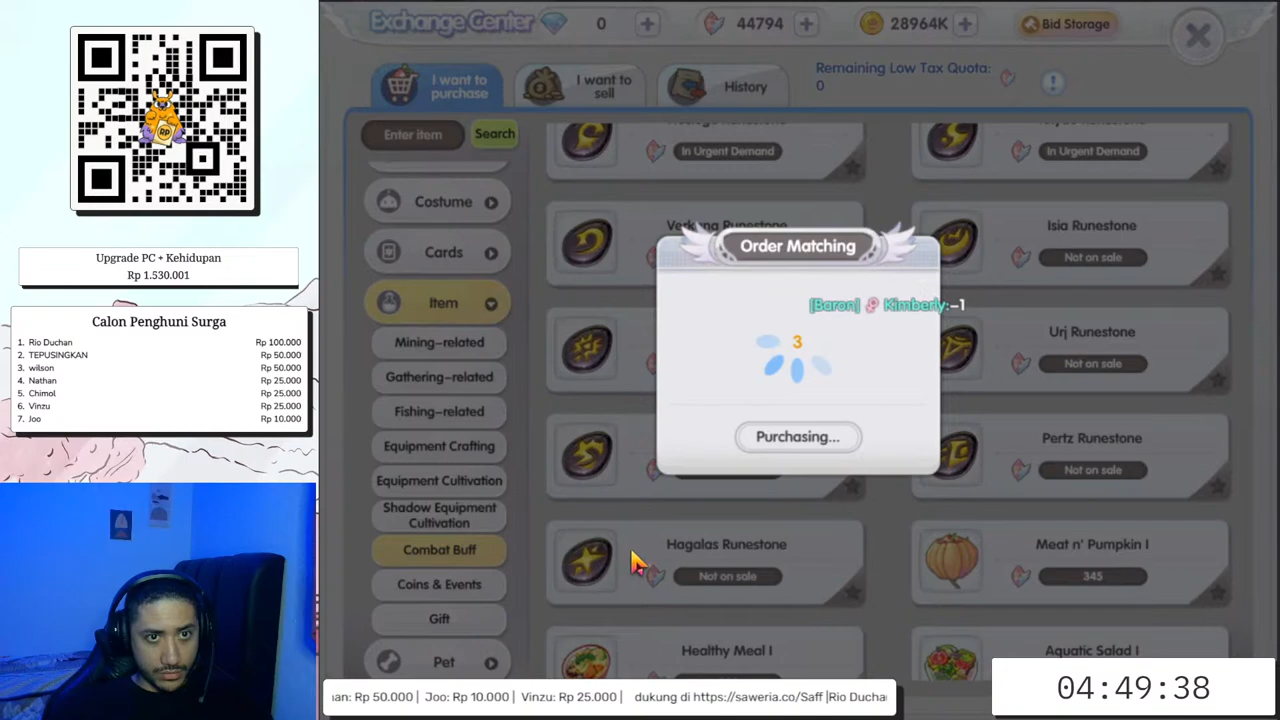 Exchange Center
0
44794
28964K
Bid Storage
I want to purchase
I want to sell
History
Remaining Low Tax Quota:
0
Enter item
Search
In Urgent Demand
In Urgent Demand
Costume
Verkana Runestone
Isia Runestone
Not on sale
Cards
Order Matching
[Baron] Kimberly:-1
Item
3
Urj Runestone
Not on sale
Mining-related
Gathering-related
Fishing-related
Purchasing...
Pertz Runestone
Not on sale
Equipment Crafting
Equipment Cultivation
Shadow Equipment Cultivation
Combat Buff
Hagalas Runestone
Not on sale
Meat n' Pumpkin I
345
Coins & Events
Gift
Pet
Healthy Meal I
Aquatic Salad I
RP
Upgrade PC + Kehidupan
Rp 1.530.001
Calon Penghuni Surga
1. Rio Duchan Rp 100.000
2. TEPUSINGKAN Rp 50.000
3. wilson Rp 50.000
4. Nathan Rp 25.000
5. Chimol Rp 25.000
6. Vinzu Rp 25.000
7. Joo Rp 10.000
an: Rp 50.000 | Joo: Rp 10.000 | Vinzu: Rp 25.000 | dukung di https://saweria.co/Saff |Rio Ducha
04:49:38